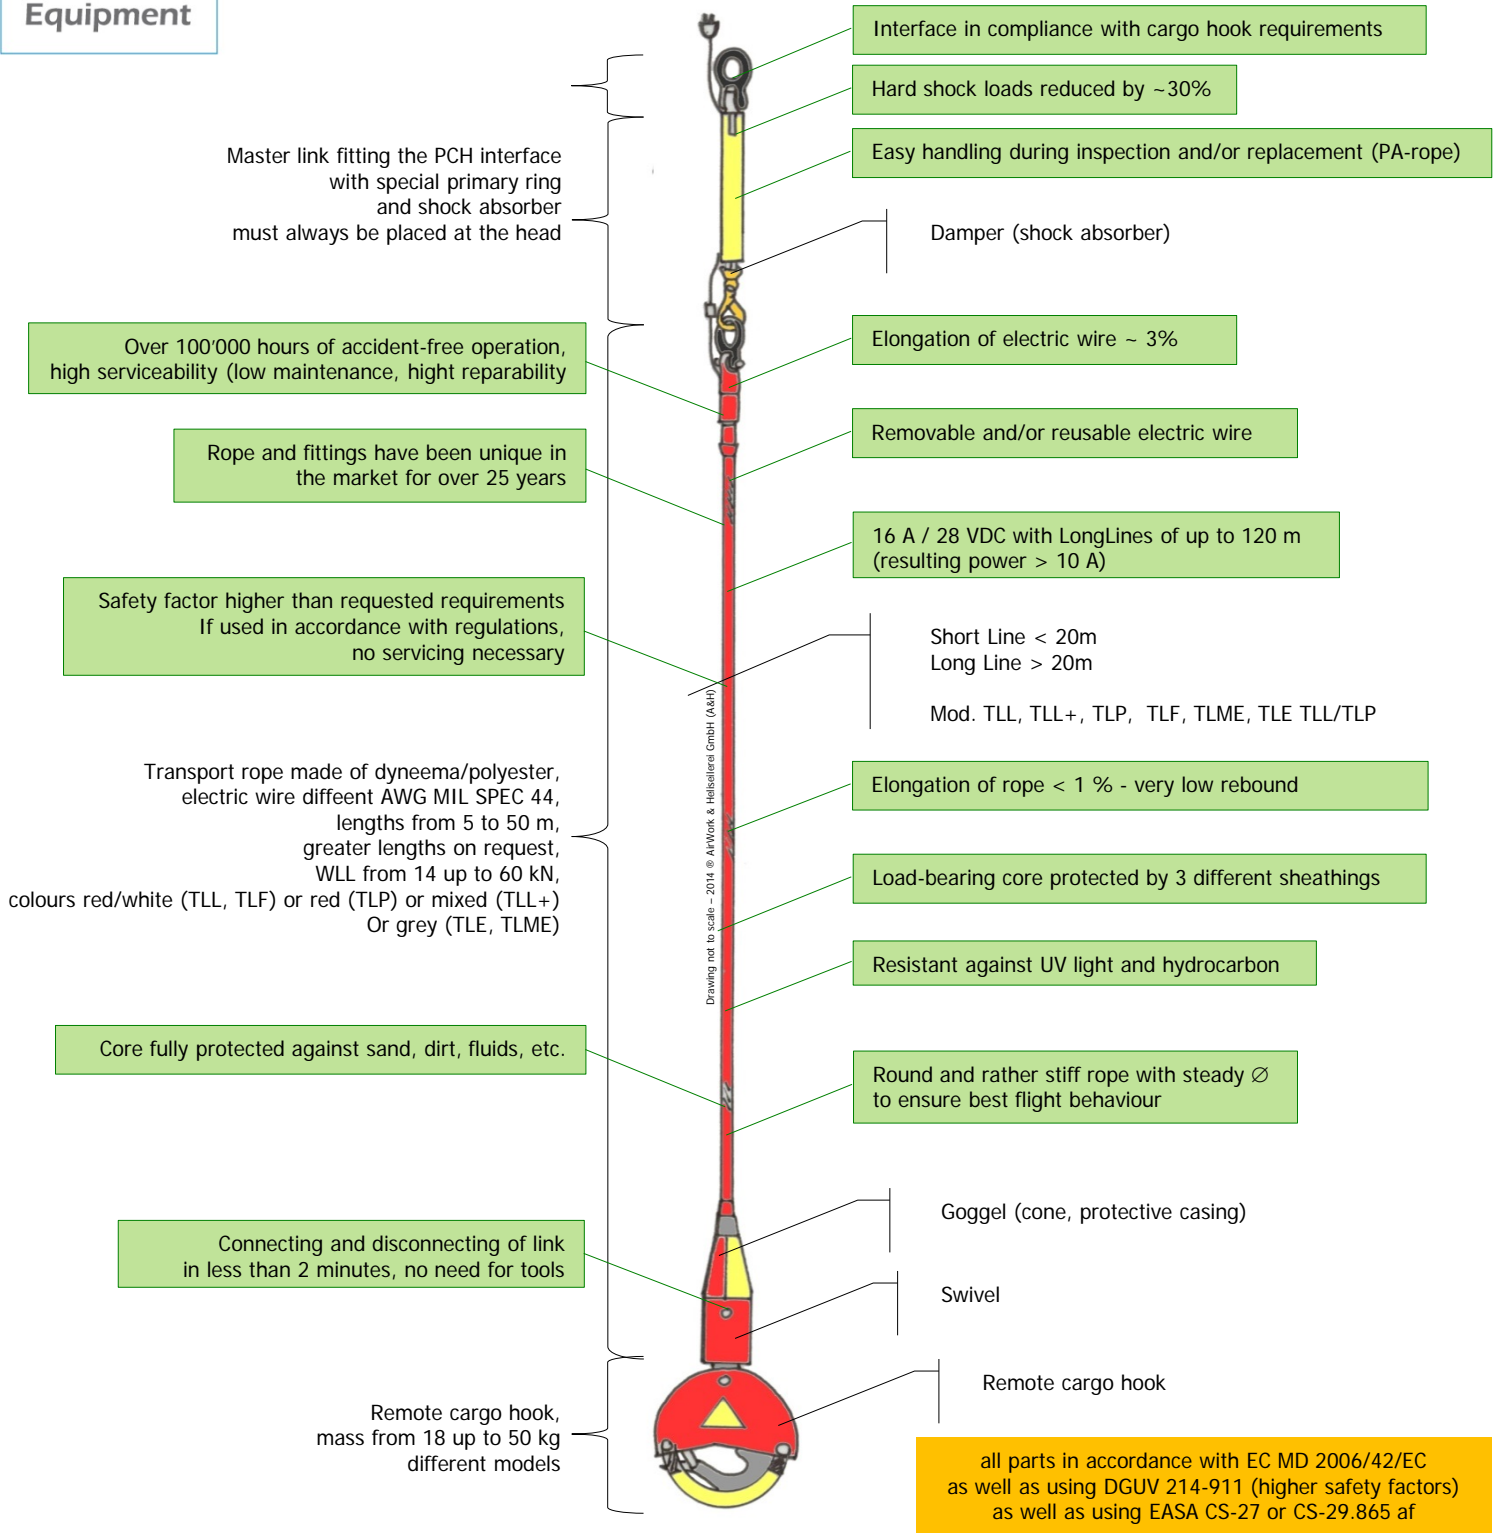 Equipment
Interface in compliance with cargo hook requirements
Hard shock loads reduced by ~30%
Easy handling during inspection and/or replacement (PA-rope)
Master link fitting the PCH interface
with special primary ring
and shock absorber
must always be placed at the head
Damper (shock absorber)
Over 100'000 hours of accident-free operation,
high serviceability (low maintenance, hight reparability
Elongation of electric wire ~ 3%
Removable and/or reusable electric wire
Rope and fittings have been unique in
the market for over 25 years
16 A / 28 VDC with LongLines of up to 120 m
(resulting power > 10 A)
Safety factor higher than requested requirements
If used in accordance with regulations,
no servicing necessary
Short Line < 20m
Long Line > 20m
Mod. TLL, TLL+, TLP, TLF, TLME, TLE TLL/TLP
Drawing not to scale – 2014 ® AirWork & Heliseilerei GmbH (A&H)
Transport rope made of dyneema/polyester,
electric wire diffeent AWG MIL SPEC 44,
lengths from 5 to 50 m,
greater lengths on request,
WLL from 14 up to 60 kN,
colours red/white (TLL, TLF) or red (TLP) or mixed (TLL+)
Or grey (TLE, TLME)
Elongation of rope < 1 % - very low rebound
Load-bearing core protected by 3 different sheathings
Resistant against UV light and hydrocarbon
Core fully protected against sand, dirt, fluids, etc.
Round and rather stiff rope with steady ∅
to ensure best flight behaviour
Goggel (cone, protective casing)
Connecting and disconnecting of link
in less than 2 minutes, no need for tools
Swivel
Remote cargo hook
Remote cargo hook,
mass from 18 up to 50 kg
different models
all parts in accordance with EC MD 2006/42/EC
as well as using DGUV 214-911 (higher safety factors)
as well as using EASA CS-27 or CS-29.865 af